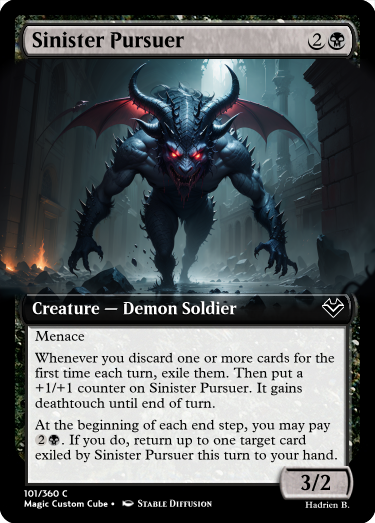 Sinister Pursuer 2
Creature — Demon Soldier
Menace
Whenever you discard one or more cards for the
first time each turn, exile them. Then put a
+1/+1 counter on Sinister Pursuer. It gains
deathtouch until end of turn.
At the beginning of each end step, you may pay
2. If you do, return up to one target card
exiled by Sinister Pursuer this turn to your hand.
3/2
101/360 C
Magic Custom Cube • Stable Diffusion
Hadrien B.